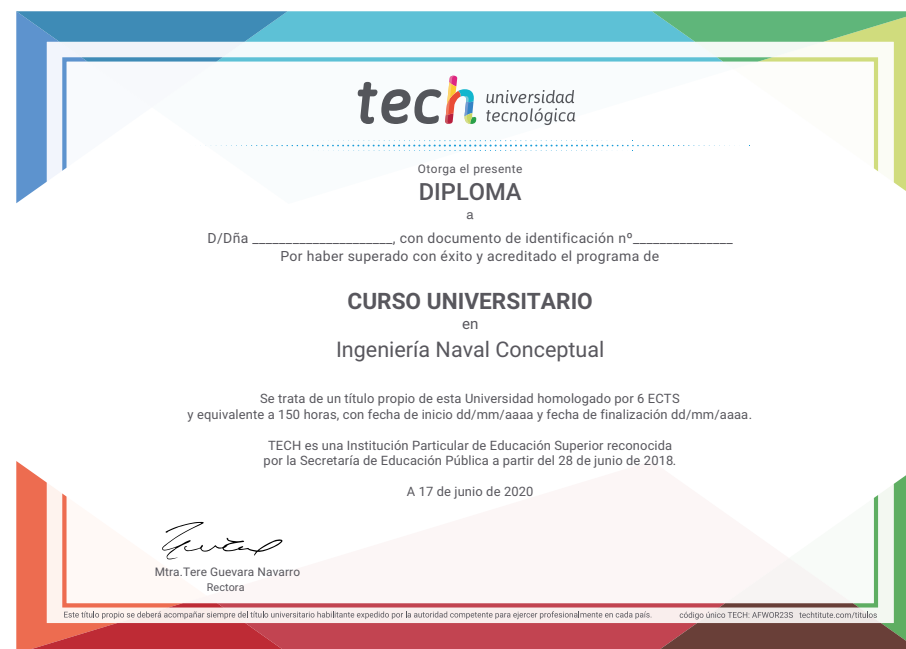 tech universidad
tecnológica
Otorga el presente
DIPLOMA
a
D/Dña ______________________, con documento de identificación nº_______________
Por haber superado con éxito y acreditado el programa de
CURSO UNIVERSITARIO
en
Ingeniería Naval Conceptual
Se trata de un título propio de esta Universidad homologado por 6 ECTS
y equivalente a 150 horas, con fecha de inicio dd/mm/aaaa y fecha de finalización dd/mm/aaaa.
TECH es una Institución Particular de Educación Superior reconocida
por la Secretaría de Educación Pública a partir del 28 de junio de 2018.
A 17 de junio de 2020
Mtra.Tere Guevara Navarro
Rectora
Este título propio se deberá acompañar siempre del título universitario habilitante expedido por la autoridad competente para ejercer profesionalmente en cada país. código único TECH: AFWOR23S techtitute.com/titulos